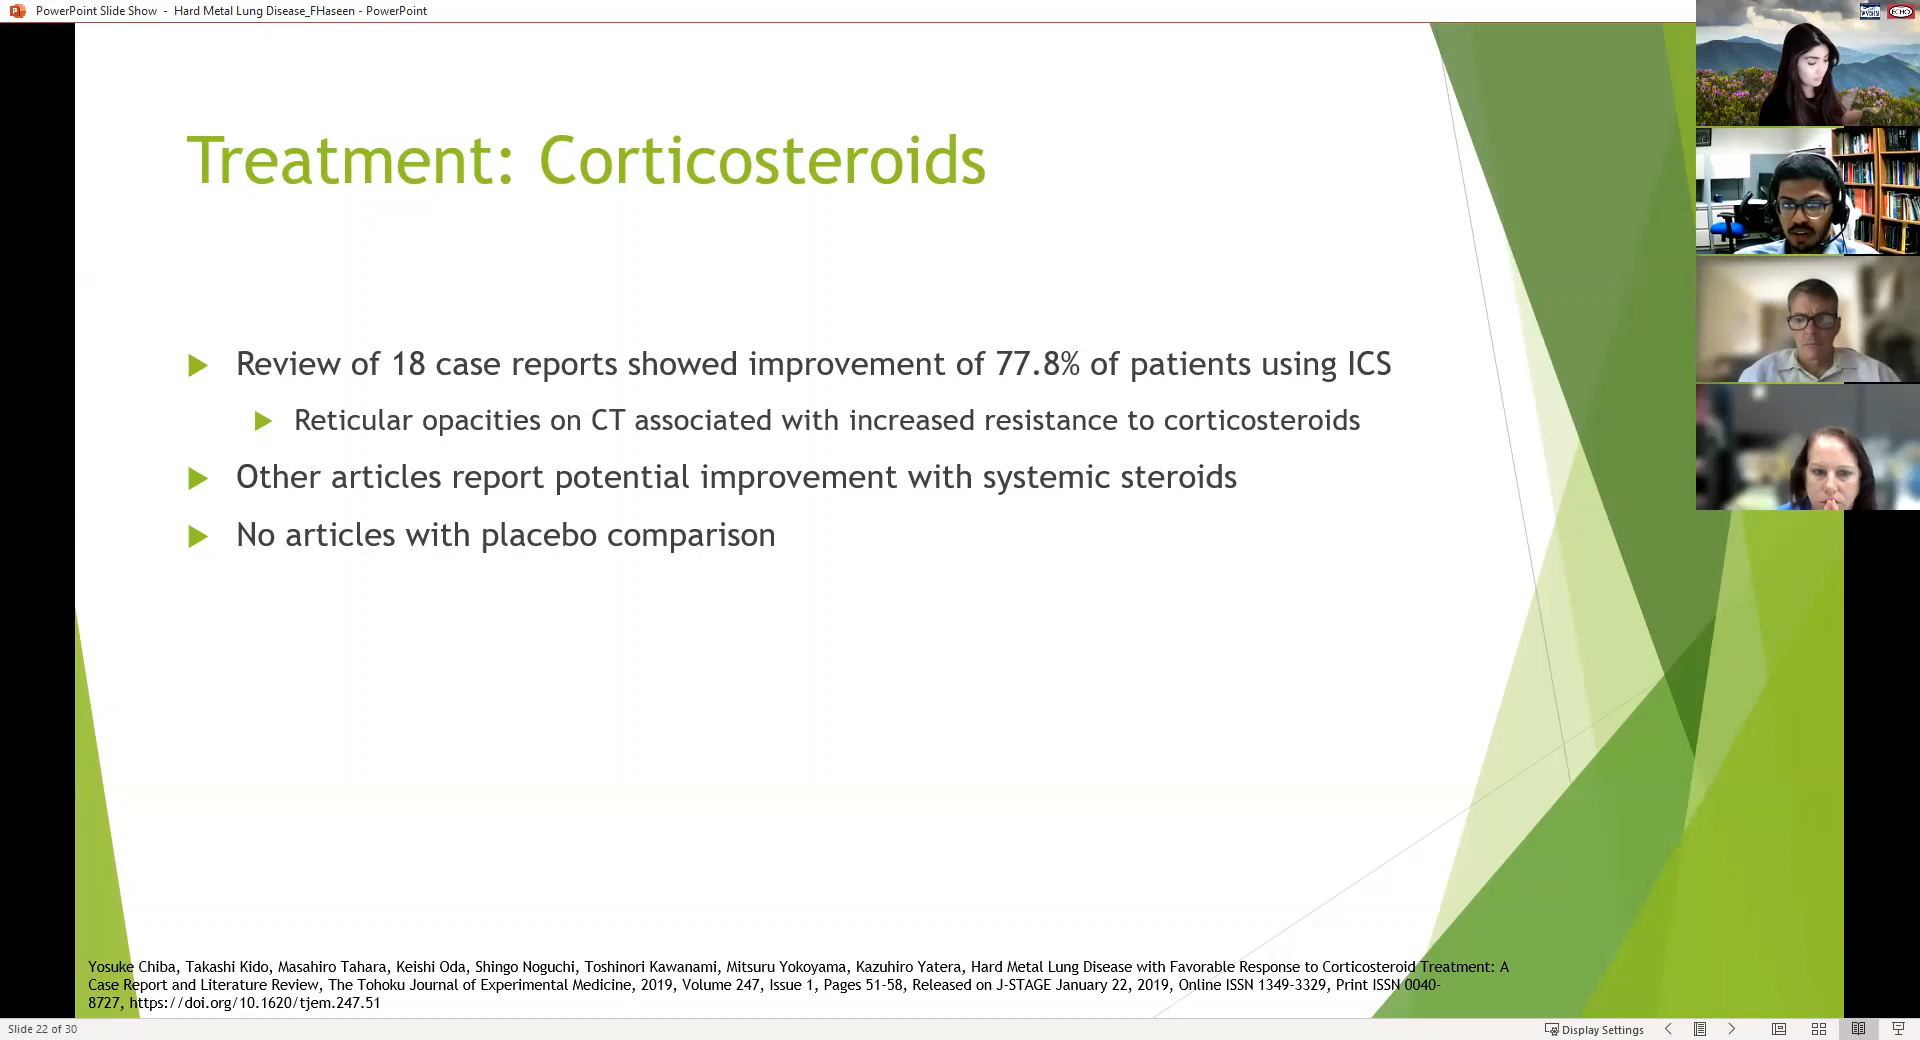 PowerPoint Slide Show - Hard Metal Lung Disease_FHaseen - PowerPoint
ECHO
Treatment: Corticosteroids
Review of 18 case reports showed improvement of 77.8% of patients using ICS
Reticular opacities on CT associated with increased resistance to corticosteroids
Other articles report potential improvement with systemic steroids
No articles with placebo comparison
Yosuke Chiba, Takashi Kido, Masahiro Tahara, Keishi Oda, Shingo Noguchi, Toshinori Kawanami, Mitsuru Yokoyama, Kazuhiro Yatera, Hard Metal Lung Disease with Favorable Response to Corticosteroid Treatment: A
Case Report and Literature Review, The Tohoku Journal of Experimental Medicine, 2019, Volume 247, Issue 1, Pages 51-58, Released on J-STAGE January 22, 2019, Online ISSN 1349-3329, Print ISSN 0040-
8727, https://doi.org/10.1620/tjem.247.51
Slide 22 of 30
Display Settings